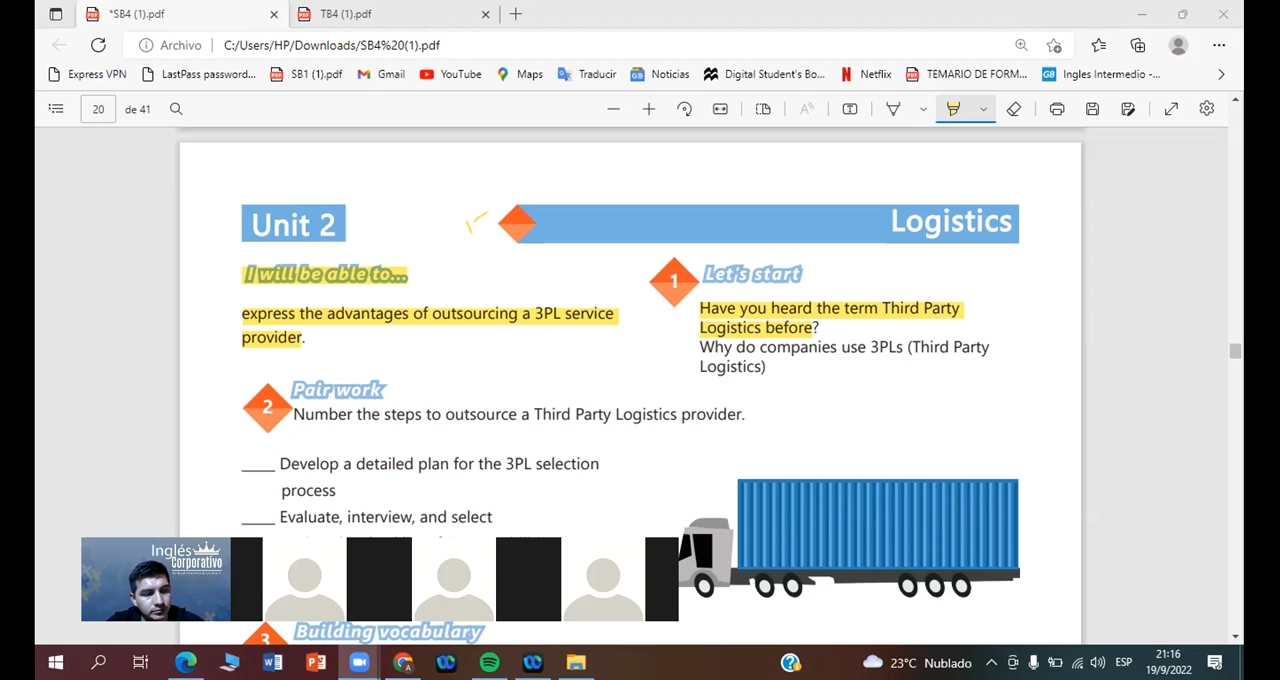 *SB4 (1).pdf
TB4 (1).pdf
Archivo
C:/Users/HP/Downloads/SB4%20(1).pdf
Express VPN
LastPass password...
SB1 (1).pdf
Gmail
YouTube
Maps
Traducir
Noticias
Digital Student's Bo...
Netflix
TEMARIO DE FORM...
Ingles Intermedio -...
20 de 41
Unit 2
Logistics
I will be able to...
express the advantages of outsourcing a 3PL service
provider.
1 Let's start
Have you heard the term Third Party
Logistics before?
Why do companies use 3PLs (Third Party
Logistics)
2 Pair work
Number the steps to outsource a Third Party Logistics provider.
____ Develop a detailed plan for the 3PL selection
process
____ Evaluate, interview, and select
Inglés
Corporativo
3 Building vocabulary
23°C Nublado
ESP
21:16
19/9/2022